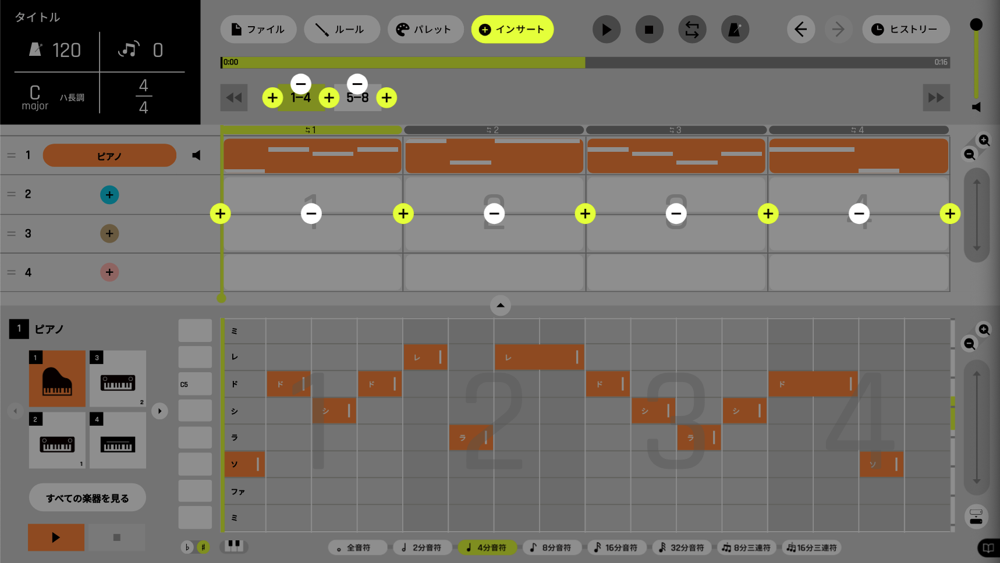 タイトル
120
0
C
major
ハ長調
4
4
ファイル
ルール
パレット
インサート
ヒストリー
0:00
0:16
1–4
5–8
1
2
3
4
1
ピアノ
2
3
4
1
2
3
4
1
ピアノ
1
3
2
2
1
4
すべての楽器を見る
C5
ミ
レ
レ
レ
ド
ド
ド
ド
ド
シ
シ
シ
シ
ラ
ラ
ラ
ソ
ソ
ファ
ミ
1
2
3
4
♭
♯
全音符
2分音符
4分音符
8分音符
16分音符
32分音符
8分三連符
16分三連符